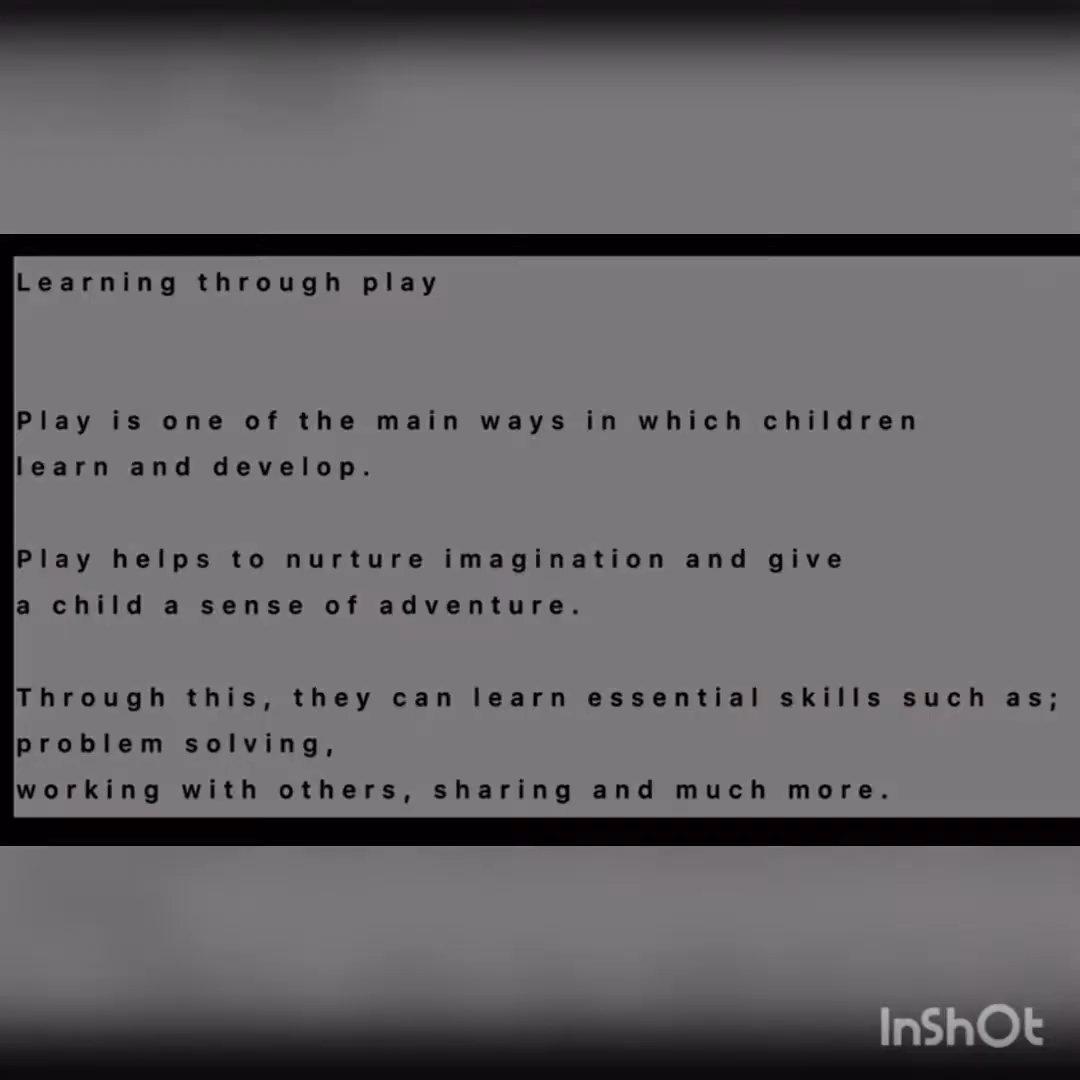 Learning through play
Play is one of the main ways in which children
learn and develop.
Play helps to nurture imagination and give
a child a sense of adventure.
Through this, they can learn essential skills such as;
problem solving,
working with others, sharing and much more.
InShOt